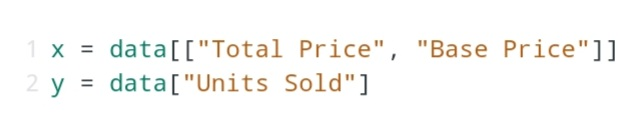 1 x = data[["Total Price", "Base Price"]]
2 y = data["Units Sold"]